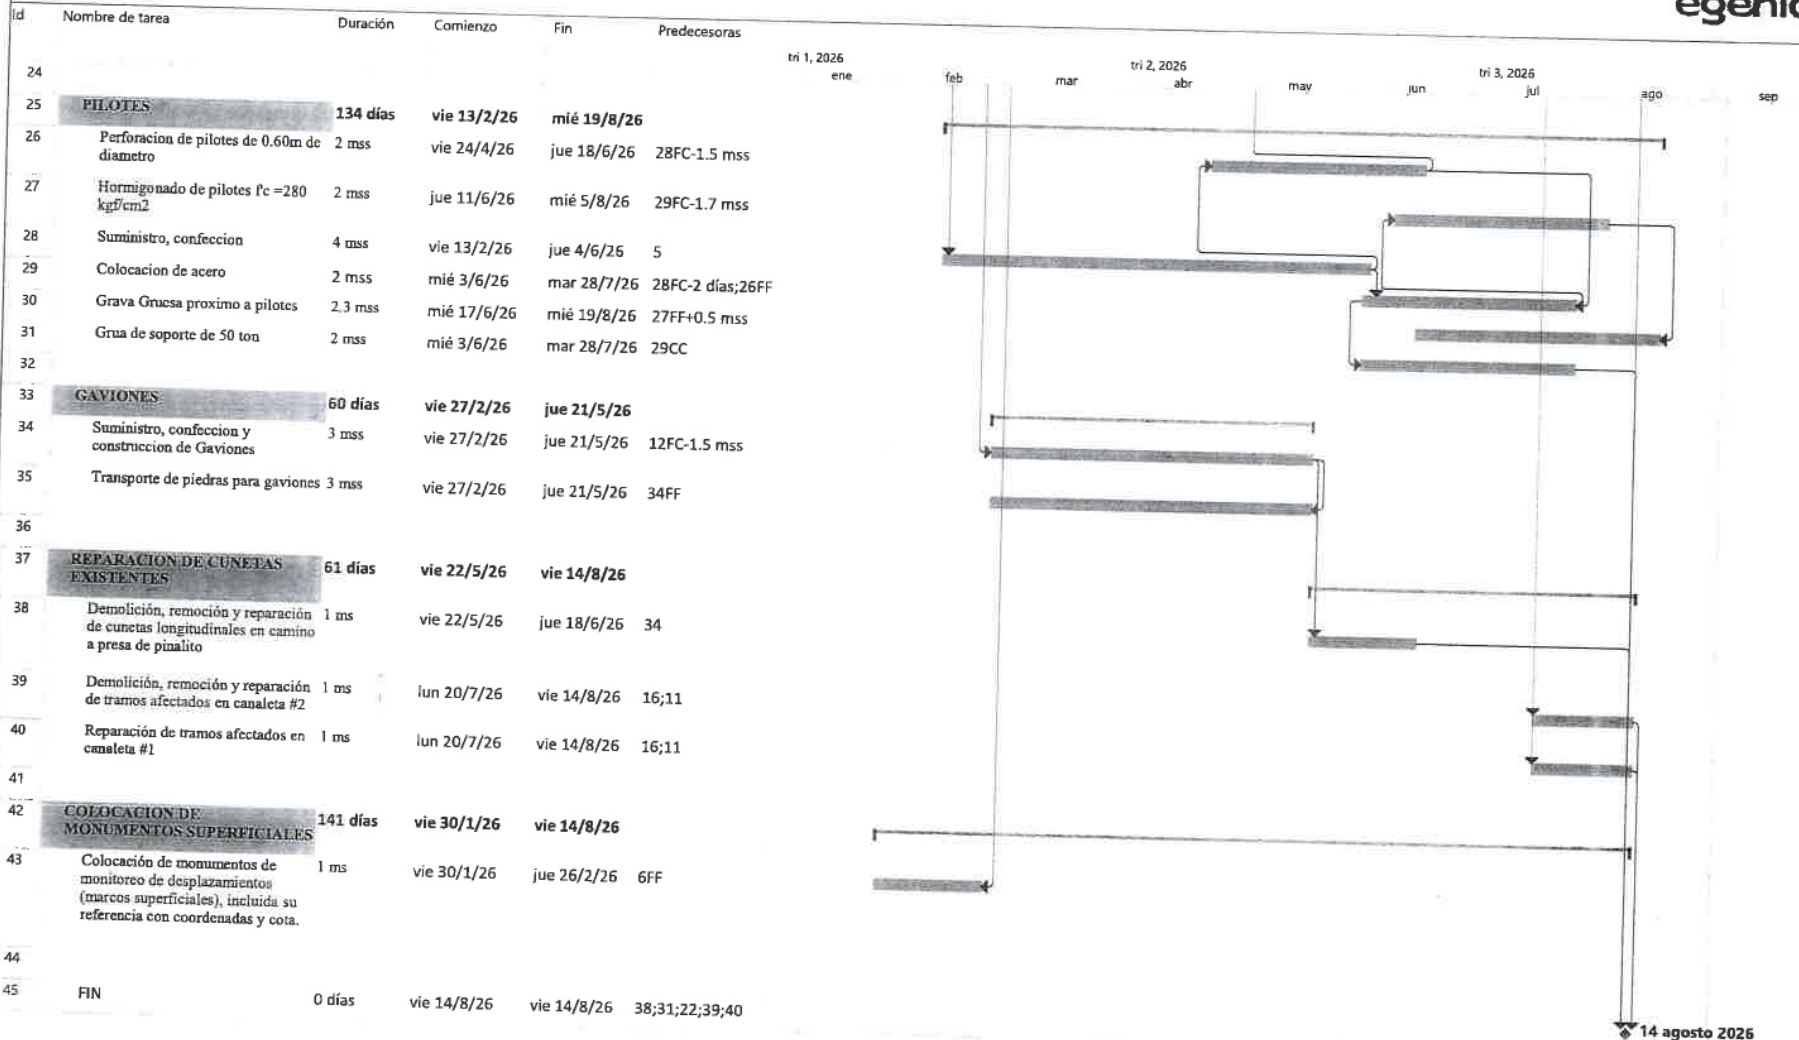 egenio
Id Nombre de tarea Duración Comienzo Fin Predecesoras
tri 1, 2026 tri 2, 2026 tri 3, 2026
ene feb mar abr may jun jul ago sep
24
25 PILOTES 134 días vie 13/2/26 mié 19/8/26
26 Perforacion de pilotes de 0.60m de 2 mss vie 24/4/26 jue 18/6/26 28FC-1.5 mss
diametro
27 Hormigonado de pilotes f'c =280 2 mss jue 11/6/26 mié 5/8/26 29FC-1.7 mss
kgf/cm2
28 Suministro, confeccion 4 mss vie 13/2/26 jue 4/6/26 5
29 Colocacion de acero 2 mss mié 3/6/26 mar 28/7/26 28FC-2 días;26FF
30 Grava Gruesa proximo a pilotes 2.3 mss mié 17/6/26 mié 19/8/26 27FF+0.5 mss
31 Grua de soporte de 50 ton 2 mss mié 3/6/26 mar 28/7/26 29CC
32
33 GAVIONES 60 días vie 27/2/26 jue 21/5/26
34 Suministro, confeccion y 3 mss vie 27/2/26 jue 21/5/26 12FC-1.5 mss
construccion de Gaviones
35 Transporte de piedras para gaviones 3 mss vie 27/2/26 jue 21/5/26 34FF
36
37 REPARACION DE CUNETAS 61 días vie 22/5/26 vie 14/8/26
EXISTENTES
38 Demolición, remoción y reparación 1 ms vie 22/5/26 jue 18/6/26 34
de cunetas longitudinales en camino
a presa de pinalito
39 Demolición, remoción y reparación 1 ms lun 20/7/26 vie 14/8/26 16;11
de tramos afectados en canaleta #2
40 Reparación de tramos afectados en 1 ms lun 20/7/26 vie 14/8/26 16;11
canaleta #1
41
42 COLOCACION DE 141 días vie 30/1/26 vie 14/8/26
MONUMENTOS SUPERFICIALES
43 Colocación de monumentos de 1 ms vie 30/1/26 jue 26/2/26 6FF
monitoreo de desplazamientos
(marcos superficiales), incluida su
referencia con coordenadas y cota.
44
45 FIN 0 días vie 14/8/26 vie 14/8/26 38;31;22;39;40
14 agosto 2026